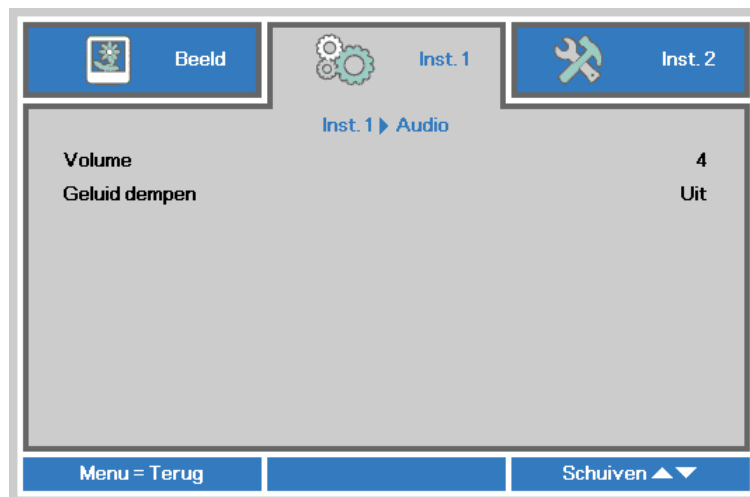 Beeld Inst. 1 Inst. 2
Inst. 1 ▶ Audio
Volume 4
Geluid dempen Uit
Menu = Terug Schuiven ▲▼